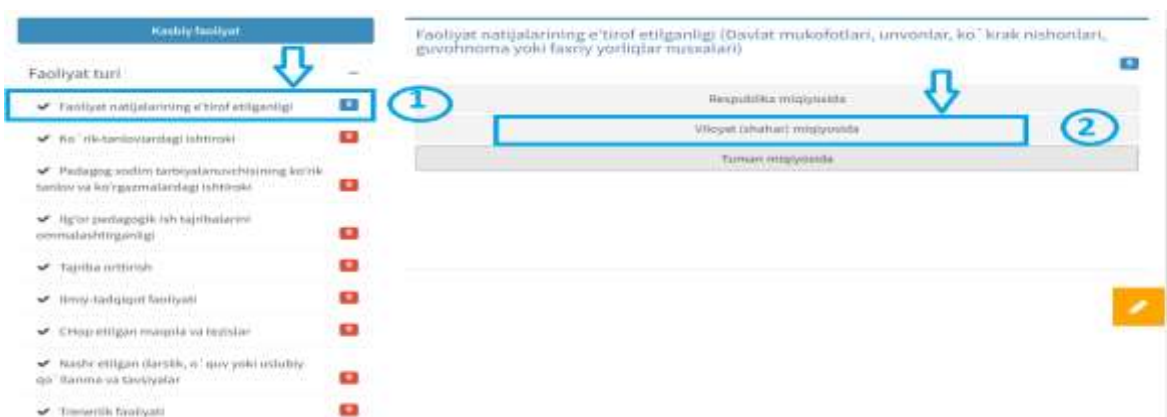 Kasbiy faoliyat
Faoliyat turi
Faoliyat natijalarining e'tirof etilganligi
Ko`rik-tanlovlardagi ishtiroki
Pedagog xodim tarbiyalanuvchisining ko'rik
tanlov va ko'rgazmalardagi ishtiroki
Ilg'or pedagogik ish tajribalarini
ommalashtirganligi
Tajriba orttirish
Ilmiy-tadqiqot faoliyati
CHop etilgan maqola va tezislar
Nashr etilgan darslik, o`quv yoki uslubiy
qo`llanma va tavsiyalar
Trenerlik faoliyati
1
Faoliyat natijalarining e'tirof etilganligi (Davlat mukofotlari, unvonlar, ko`krak nishonlari,
guvohnoma yoki faxriy yorliqlar nusxalari)
Respublika miqiyosida
Viloyat (shahar) miqiyosida
2
Tuman miqiyosida